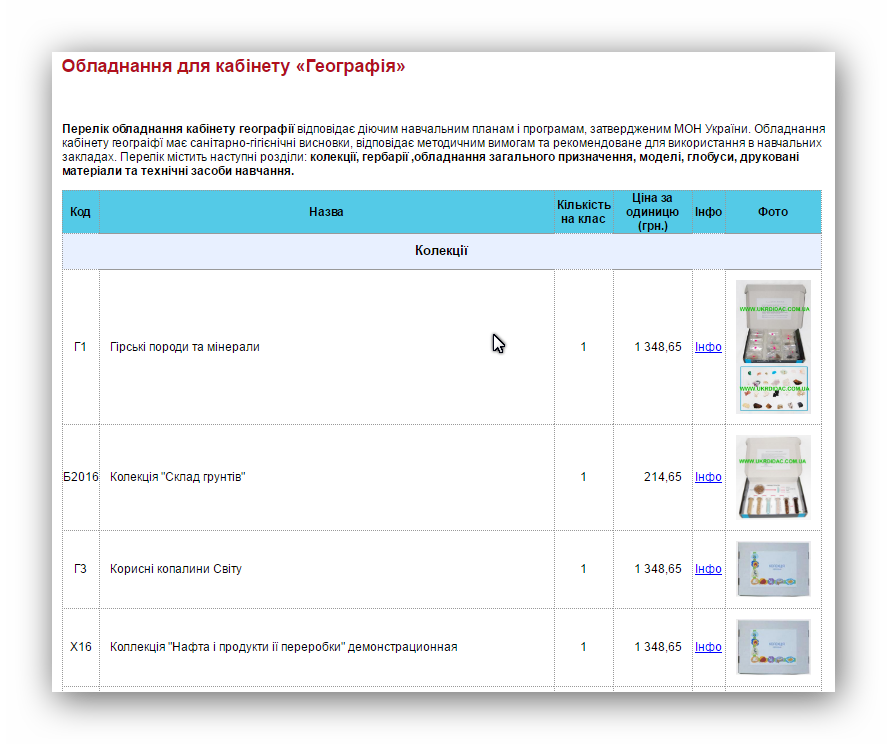 Обладнання для кабінету «Географія»
Перелік обладнання кабінету географії відповідає діючим навчальним планам і програмам, затвердженим МОН України. Обладнання
кабінету географії має санітарно-гігієнічні висновки, відповідає методичним вимогам та рекомендоване для використання в навчальних
закладах. Перелік містить наступні розділи: колекції, гербарії ,обладнання загального призначення, моделі, глобуси, друковані
матеріали та технічні засоби навчання.
Код Назва Кількість на клас Ціна за одиницю (грн.) Інфо Фото
Колекції
Г1 Гірські породи та мінерали 1 1 348,65 Інфо
WWW.UKRDIDAC.COM.UA
WWW.UKRDIDAC.COM.UA
Б2016 Колекція "Склад грунтів" 1 214,65 Інфо
WWW.UKRDIDAC.COM.UA
Г3 Корисні копалини Світу 1 1 348,65 Інфо
Х16 Коллекція "Нафта і продукти ії переробки" демонстрационная 1 1 348,65 Інфо